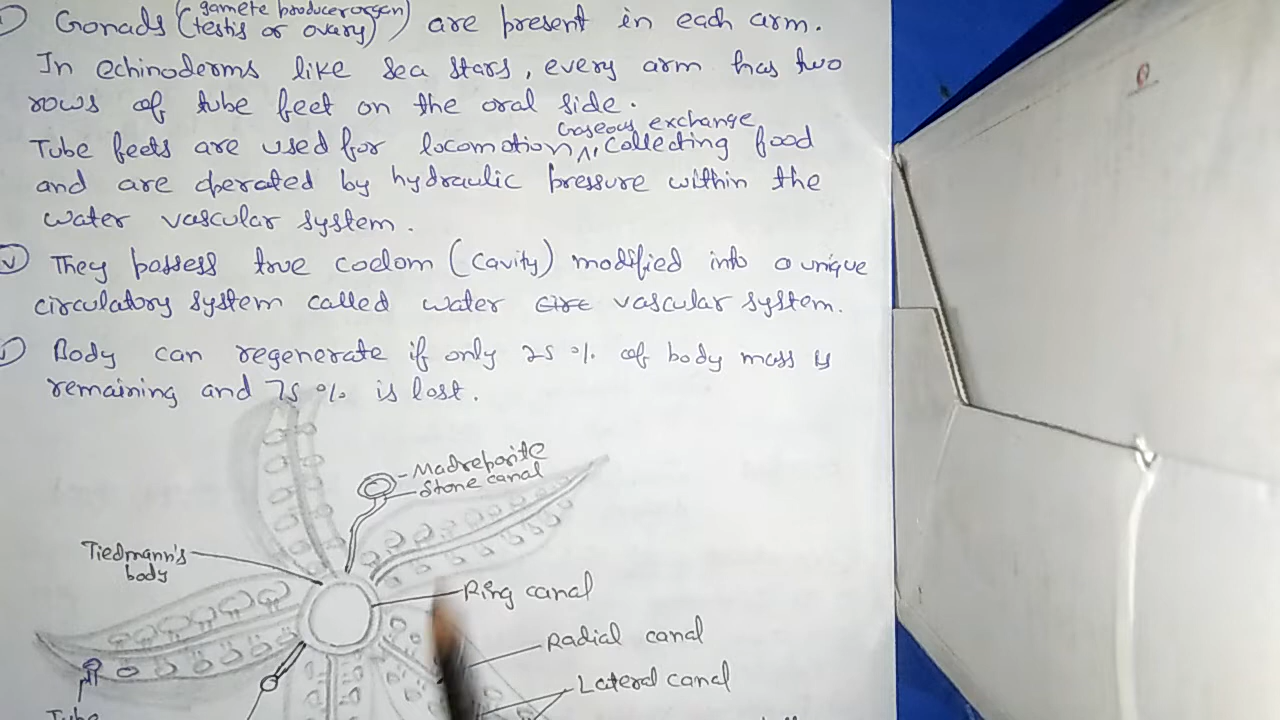 Gonads (gamete producer organ) (testis or ovary) are present in each arm.
In echinoderms like Sea stars, every arm has two
rows of tube feet on the oral side.
Gaseous exchange
Tube feets are used for locomotion, collecting food
and are operated by hydraulic pressure within the
water vascular system.
V They possess true coelom (cavity) modified into a unique
circulatory system called water circ vascular system.
Body can regenerate if only 25 % of body mass is
remaining and 75 % is lost.
Madreporite
Stone canal
Tiedmann's
body
Ring canal
Radial canal
Lateral canal
Tube